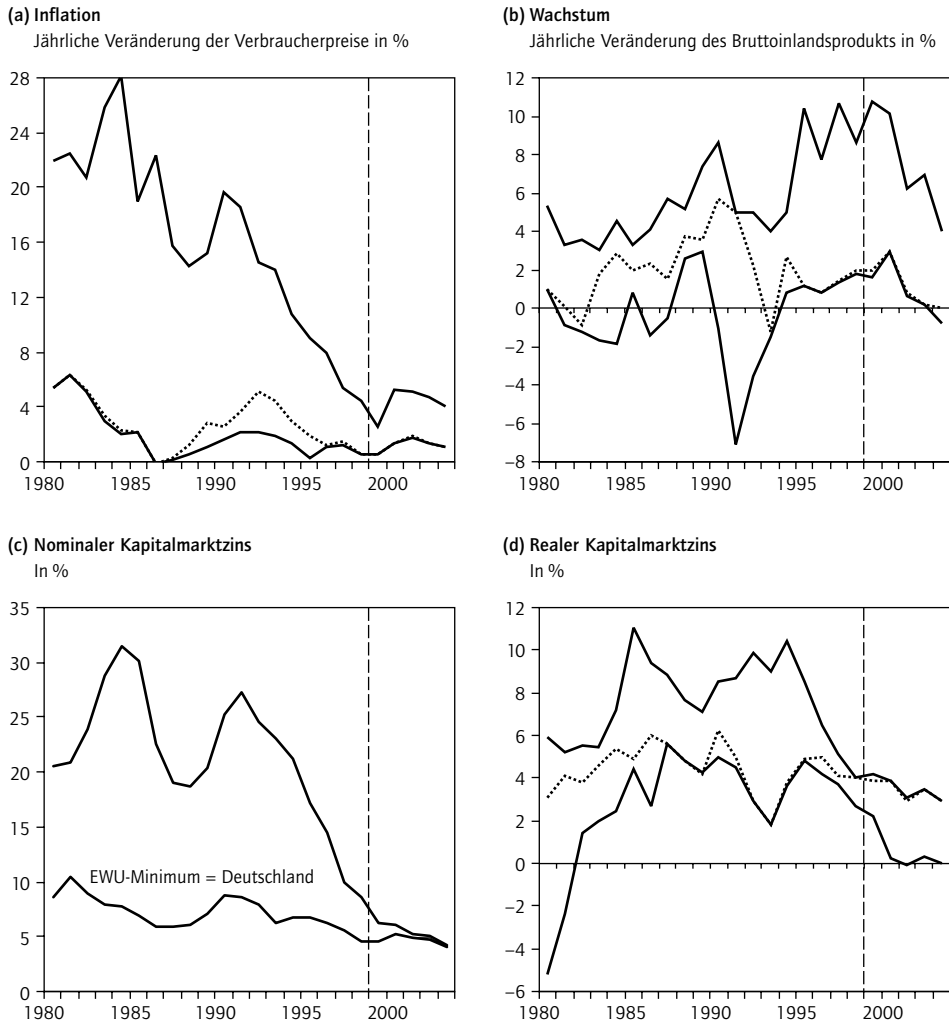 (a) Inflation
Jährliche Veränderung der Verbraucherpreise in %
28
24
20
16
12
8
4
0
1980 1985 1990 1995 2000
(b) Wachstum
Jährliche Veränderung des Bruttoinlandsprodukts in %
12
10
8
6
4
2
0
−2
−4
−6
−8
1980 1985 1990 1995 2000
(c) Nominaler Kapitalmarktzins
In %
35
30
25
20
15
10
5
0
EWU-Minimum = Deutschland
1980 1985 1990 1995 2000
(d) Realer Kapitalmarktzins
In %
12
10
8
6
4
2
0
−2
−4
−6
1980 1985 1990 1995 2000